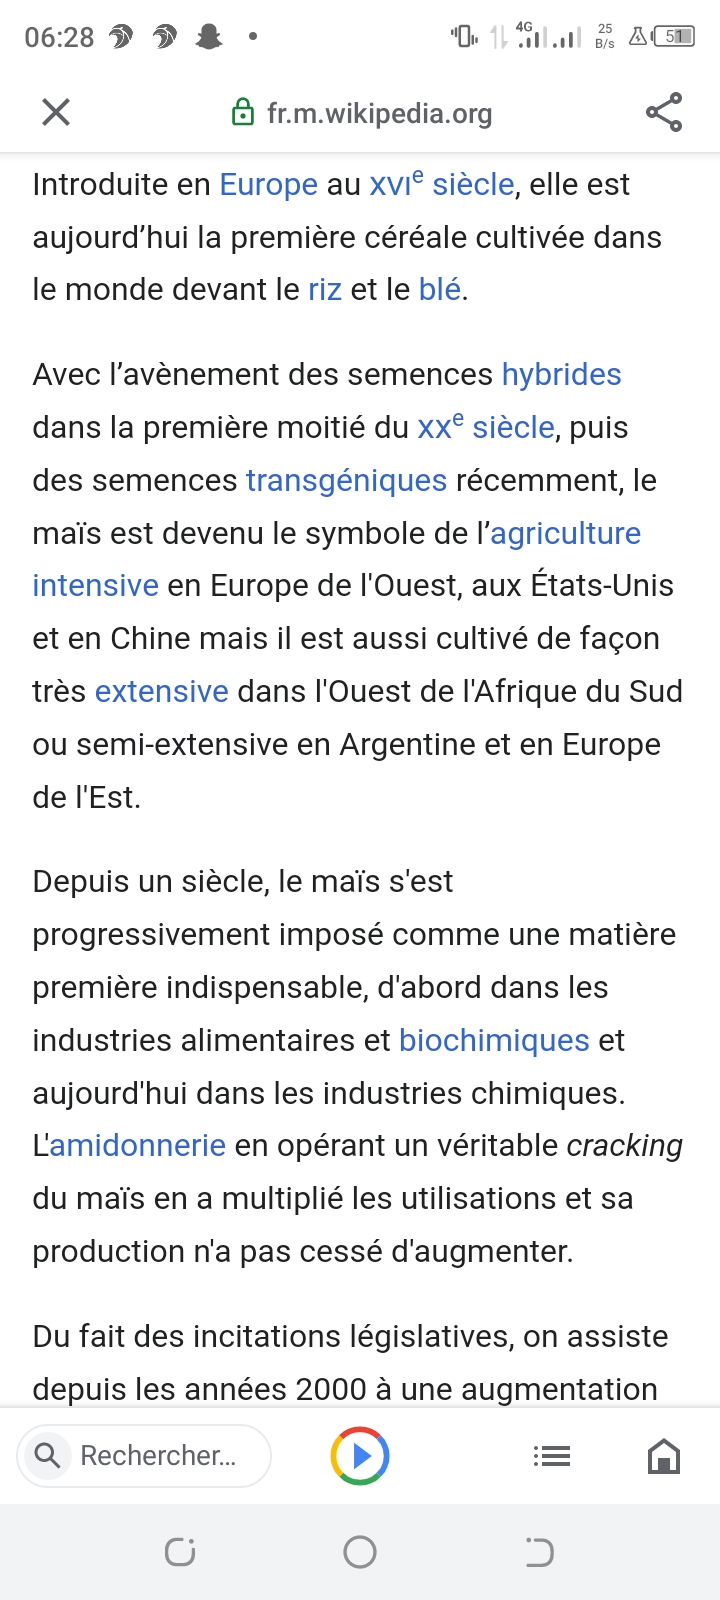 06:28
4G
25
B/s
51
fr.m.wikipedia.org
Introduite en Europe au XVIe siècle, elle est
aujourd’hui la première céréale cultivée dans
le monde devant le riz et le blé.
Avec l’avènement des semences hybrides
dans la première moitié du XXe siècle, puis
des semences transgéniques récemment, le
maïs est devenu le symbole de l’agriculture
intensive en Europe de l'Ouest, aux États-Unis
et en Chine mais il est aussi cultivé de façon
très extensive dans l'Ouest de l'Afrique du Sud
ou semi-extensive en Argentine et en Europe
de l'Est.
Depuis un siècle, le maïs s'est
progressivement imposé comme une matière
première indispensable, d'abord dans les
industries alimentaires et biochimiques et
aujourd'hui dans les industries chimiques.
L'amidonnerie en opérant un véritable cracking
du maïs en a multiplié les utilisations et sa
production n'a pas cessé d'augmenter.
Du fait des incitations législatives, on assiste
depuis les années 2000 à une augmentation
Rechercher...